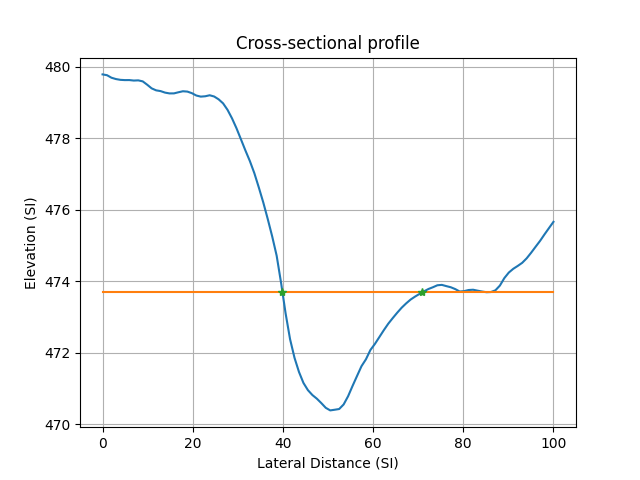 Cross-sectional profile
Elevation (SI)
480
478
476
474
472
470
0 20 40 60 80 100
Lateral Distance (SI)